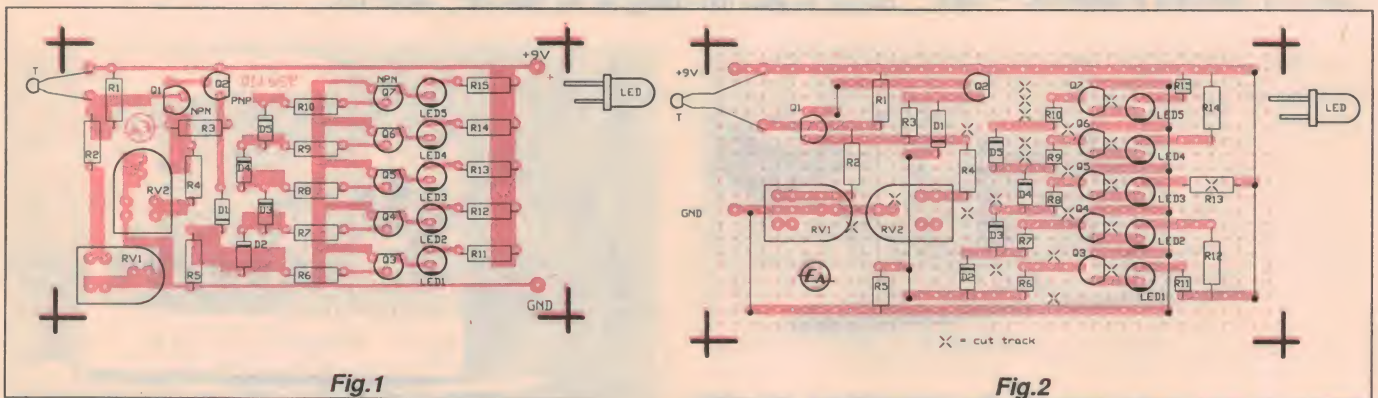 +9V
T
R1
Q1
Q2
NPN
PNP
R2
R3
RV2
R4
D1
RV1
R5
D5
D4
D3
D2
R10
R9
R8
R7
R6
NPN
Q7
Q6
Q5
Q4
Q3
LED5
LED4
LED3
LED2
LED1
R15
R14
R13
R12
R11
+
GND
LED
Fig.1
+9V
T
Q1
R1
R2
R3
D1
Q2
R4
GND
RV1
RV2
EA
R5
D5
D4
D3
D2
R10
R9
R8
R7
R6
Q7
Q6
Q5
Q4
Q3
LED5
LED4
LED3
LED2
LED1
R15
R14
R13
R12
R11
LED
X = cut track
Fig.2